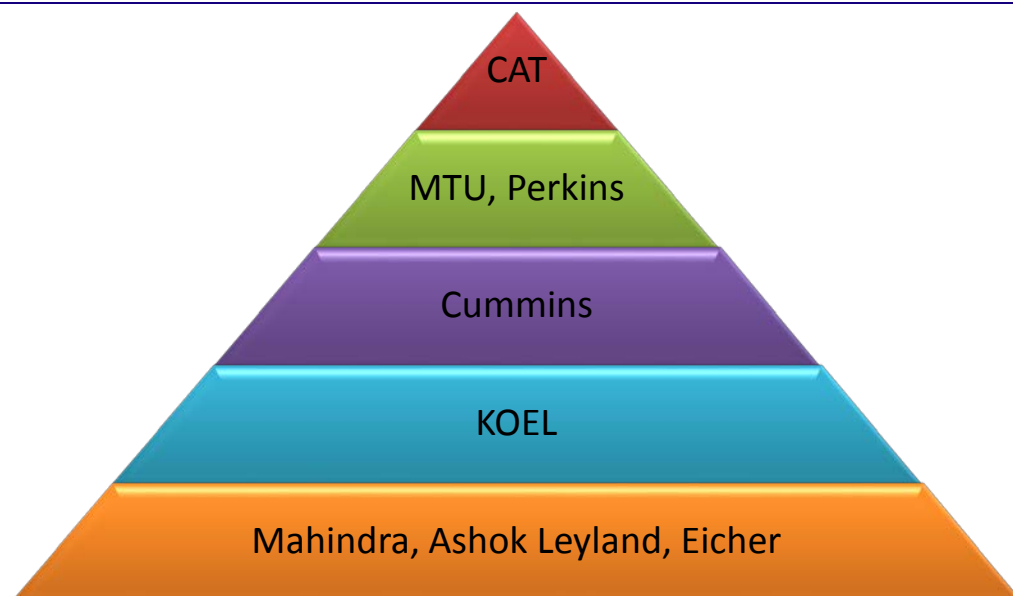 CAT
MTU, Perkins
Cummins
KOEL
Mahindra, Ashok Leyland, Eicher